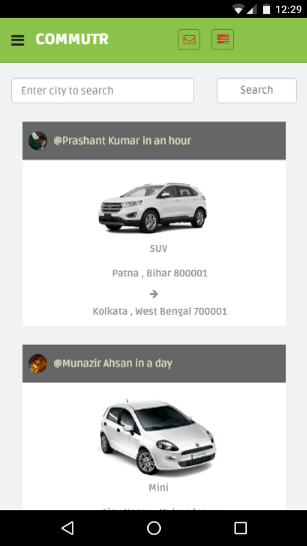 12:29
COMMUTR
Enter city to search
Search
@Prashant Kumar in an hour
SUV
Patna , Bihar 800001
Kolkata , West Bengal 700001
@Munazir Ahsan in a day
Mini